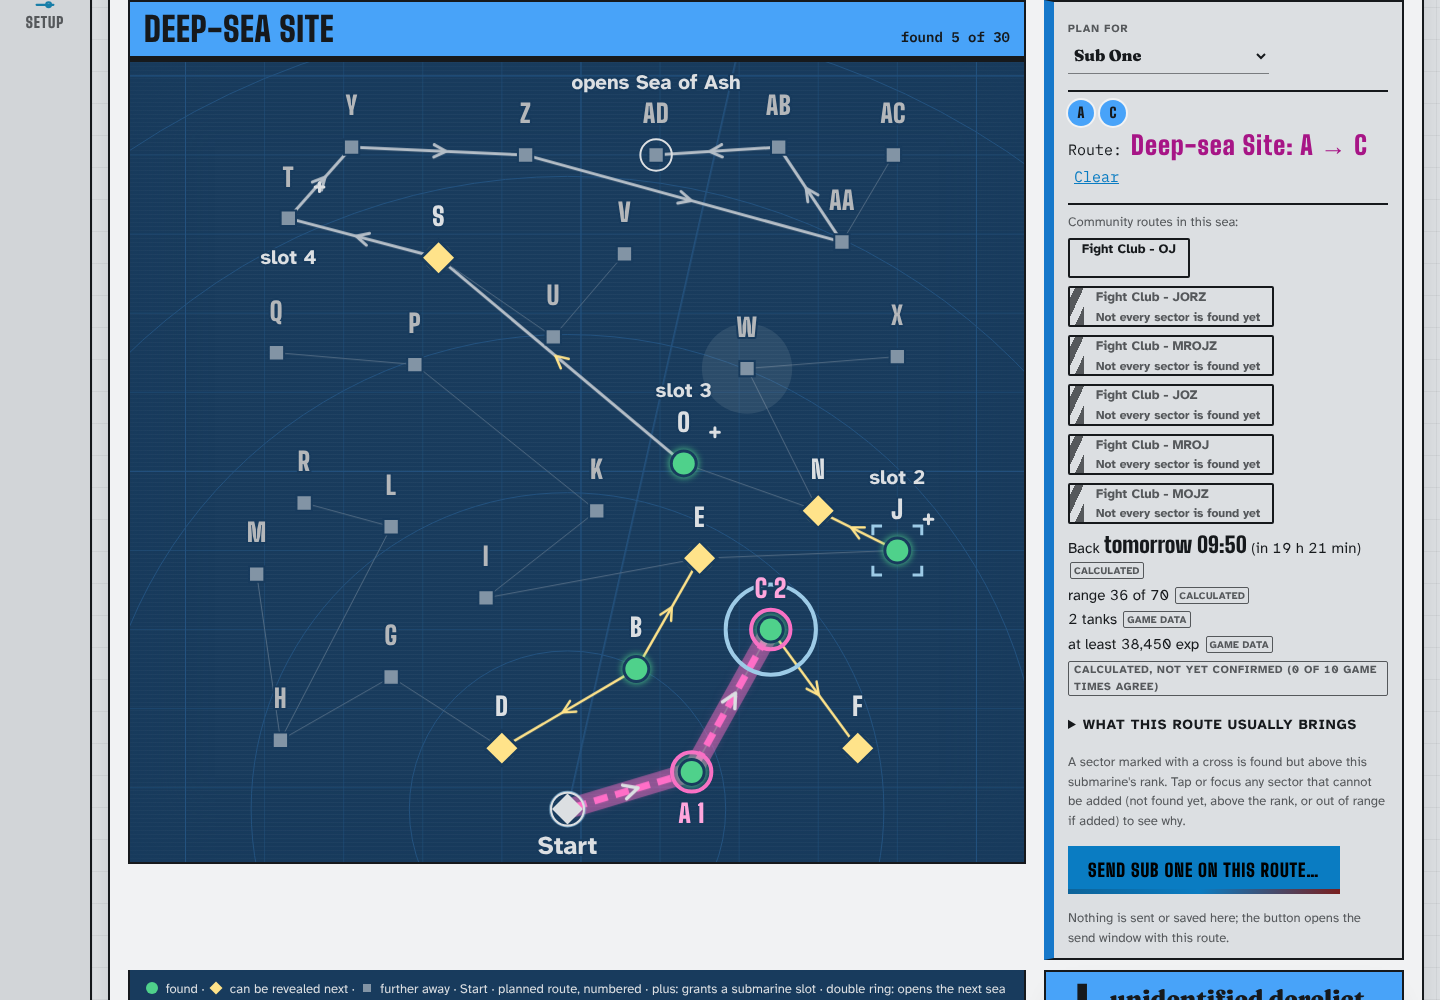 SETUP
DEEP-SEA SITE
found 5 of 30
opens Sea of Ash
Y
Z
AD
AB
AC
T
S
V
AA
slot 4
Q
P
U
W
X
slot 3
O
R
L
K
N
slot 2
J
M
E
I
C·2
G
B
H
D
F
A 1
Start
found · can be revealed next · further away · Start · planned route, numbered · plus: grants a submarine slot · double ring: opens the next sea
PLAN FOR
Sub One
A C
Route: Deep-sea Site: A → C
Clear
Community routes in this sea:
Fight Club - OJ
Fight Club - JORZ
Not every sector is found yet
Fight Club - MROJZ
Not every sector is found yet
Fight Club - JOZ
Not every sector is found yet
Fight Club - MROJ
Not every sector is found yet
Fight Club - MOJZ
Not every sector is found yet
Back tomorrow 09:50 (in 19 h 21 min)
CALCULATED
range 36 of 70 CALCULATED
2 tanks GAME DATA
at least 38,450 exp GAME DATA
CALCULATED, NOT YET CONFIRMED (0 OF 10 GAME
TIMES AGREE)
WHAT THIS ROUTE USUALLY BRINGS
A sector marked with a cross is found but above this
submarine's rank. Tap or focus any sector that cannot
be added (not found yet, above the rank, or out of range
if added) to see why.
SEND SUB ONE ON THIS ROUTE…
Nothing is sent or saved here; the button opens the
send window with this route.
unidentified derelict